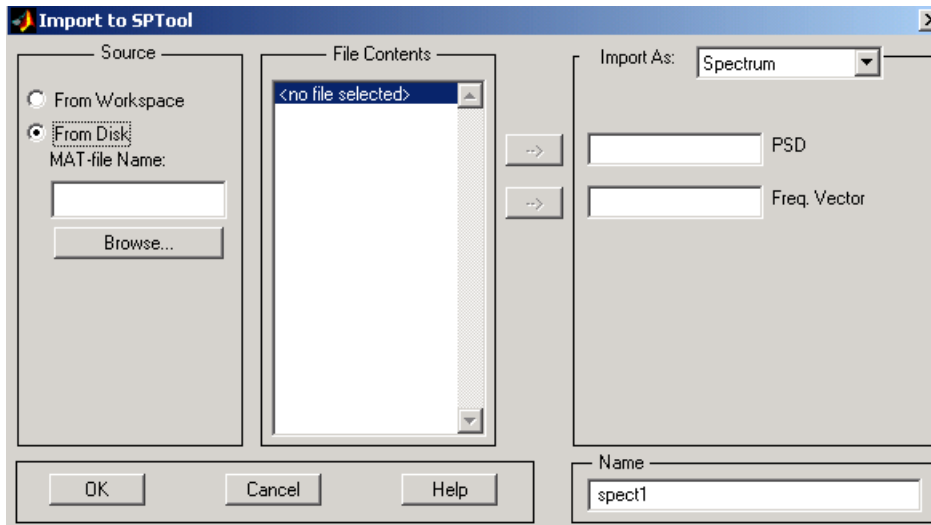 Import to SPTool
Source
From Workspace
From Disk
MAT-file Name:
Browse...
File Contents
<no file selected>
-->
-->
Import As:
Spectrum
PSD
Freq. Vector
OK
Cancel
Help
Name
spect1